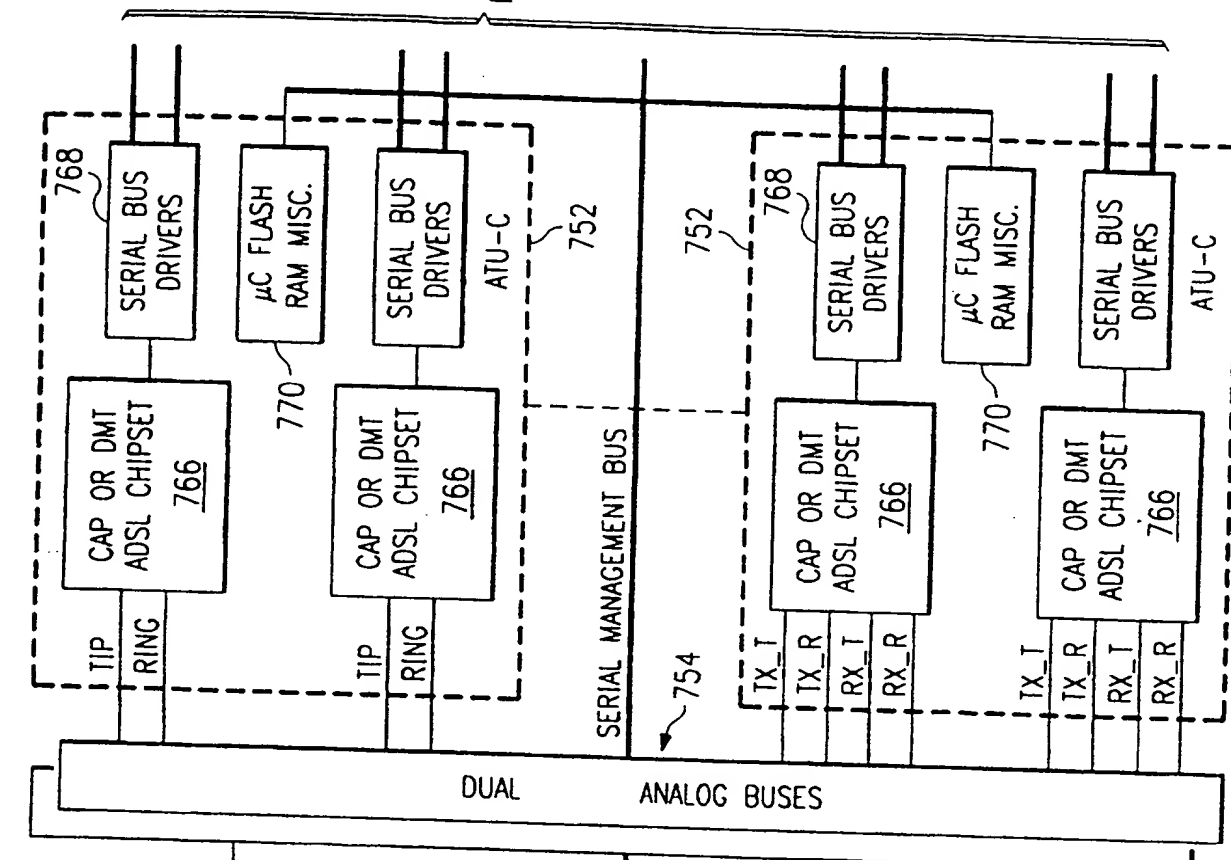 768
SERIAL BUS
DRIVERS
μC FLASH
RAM MISC.
770
SERIAL BUS
DRIVERS
ATU-C
752
CAP OR DMT
ADSL CHIPSET
766
CAP OR DMT
ADSL CHIPSET
766
TIP
RING
TIP
RING
SERIAL MANAGEMENT BUS
754
752
768
SERIAL BUS
DRIVERS
μC FLASH
RAM MISC.
770
SERIAL BUS
DRIVERS
ATU-C
CAP OR DMT
ADSL CHIPSET
766
CAP OR DMT
ADSL CHIPSET
766
TX_T
TX_R
RX_T
RX_R
TX_T
TX_R
RX_T
RX_R
DUAL ANALOG BUSES